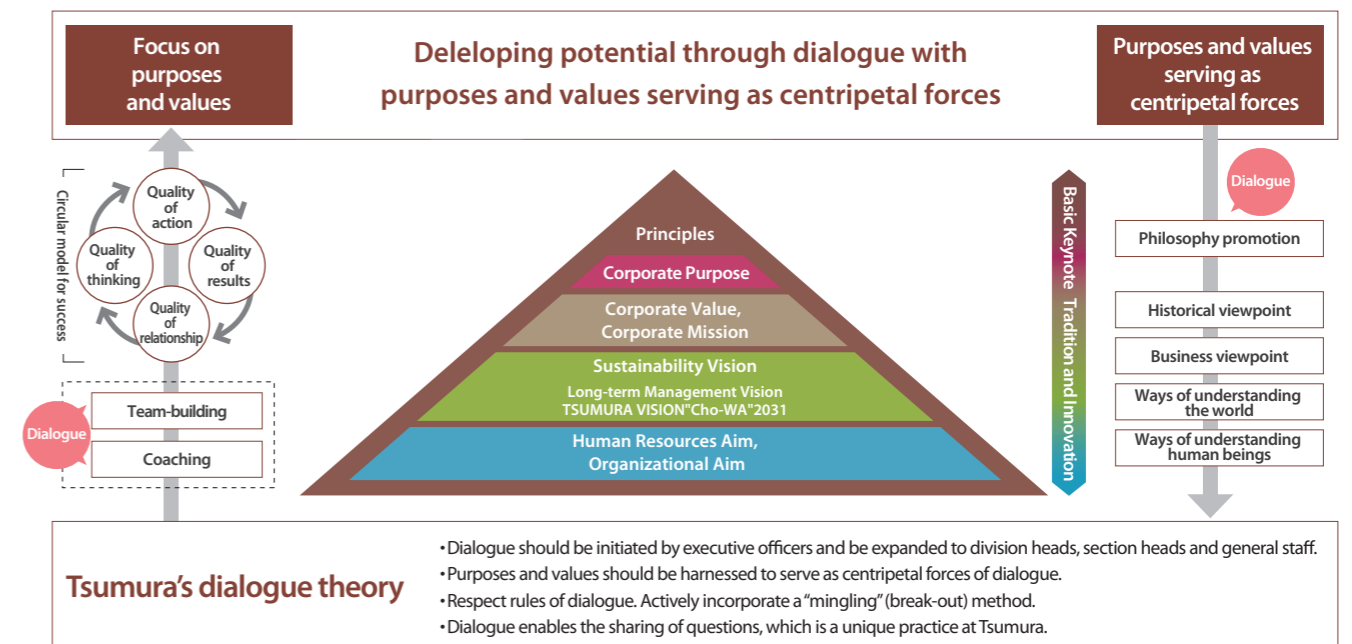 Focus on
purposes
and values
Deleloping potential through dialogue with
purposes and values serving as centripetal forces
Purposes and values
serving as
centripetal forces
Circular model for success
Quality
of
action
Quality
of
thinking
Quality
of
results
Quality
of
relationship
Dialogue
Team-building
Coaching
Principles
Corporate Purpose
Corporate Value,
Corporate Mission
Sustainability Vision
Long-term Management Vision
TSUMURA VISION"Cho-WA"2031
Human Resources Aim,
Organizational Aim
Basic Keynote Tradition and Innovation
Dialogue
Philosophy promotion
Historical viewpoint
Business viewpoint
Ways of understanding
the world
Ways of understanding
human beings
Tsumura's dialogue theory
・Dialogue should be initiated by executive officers and be expanded to division heads, section heads and general staff.
・Purposes and values should be harnessed to serve as centripetal forces of dialogue.
・Respect rules of dialogue. Actively incorporate a “mingling” (break-out) method.
・Dialogue enables the sharing of questions, which is a unique practice at Tsumura.